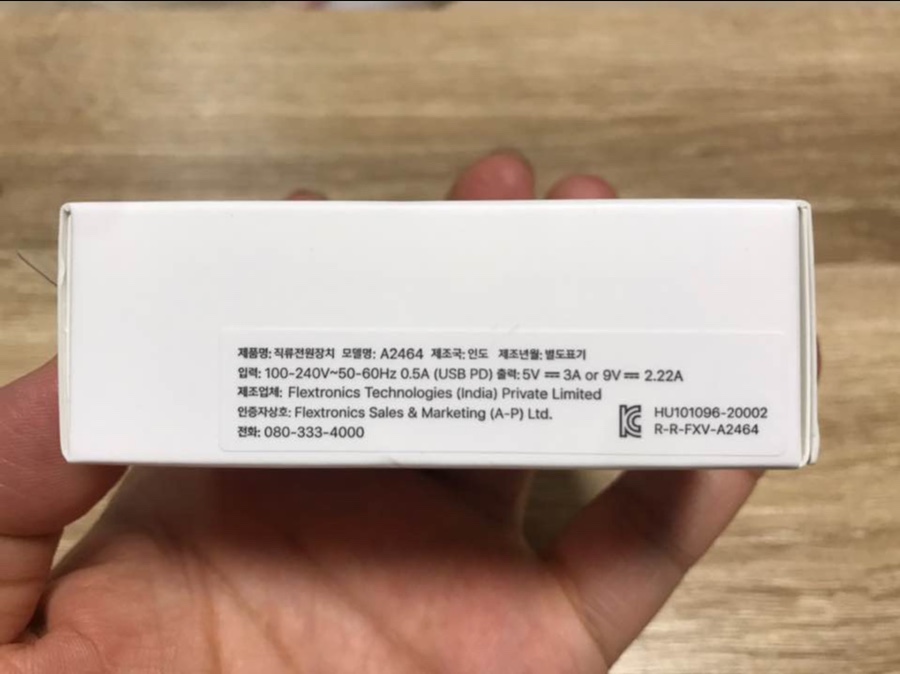 제품명: 직류전원장치 모델명: A2464 제조국: 인도 제조년월: 별도표기
입력: 100-240V~50-60Hz 0.5A (USB PD) 출력: 5V ⎓ 3A or 9V ⎓ 2.22A
제조업체: Flextronics Technologies (India) Private Limited
인증자상호: Flextronics Sales & Marketing (A-P) Ltd.
전화: 080-333-4000
HU101096-20002
R-R-FXV-A2464